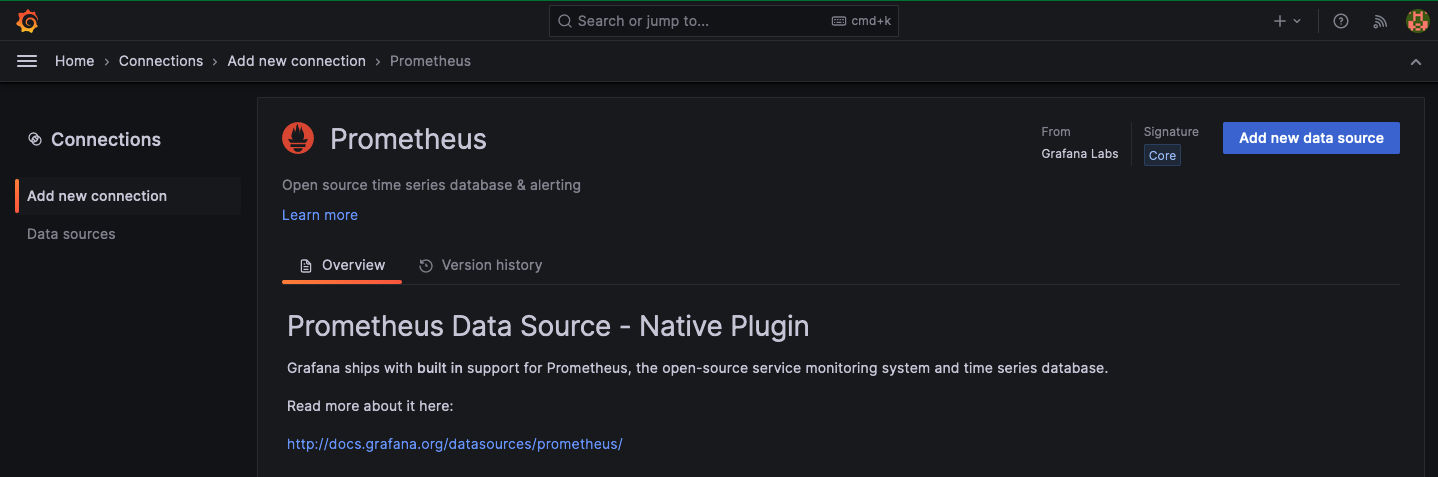 Search or jump to... cmd+k
Home › Connections › Add new connection › Prometheus
Connections
Add new connection
Data sources
Prometheus
From
Grafana Labs
Signature
Core
Add new data source
Open source time series database & alerting
Learn more
Overview
Version history
Prometheus Data Source - Native Plugin
Grafana ships with built in support for Prometheus, the open-source service monitoring system and time series database.
Read more about it here:
http://docs.grafana.org/datasources/prometheus/